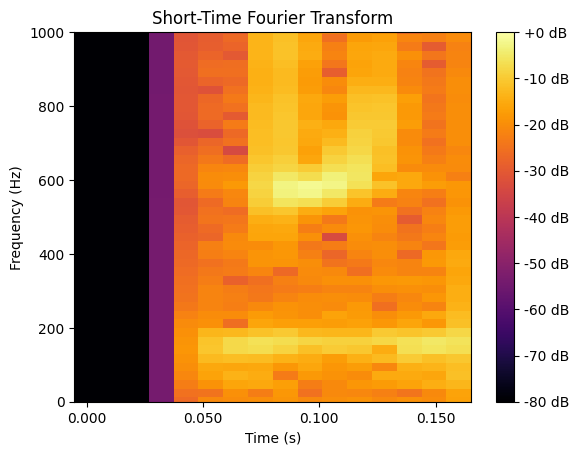 Short-Time Fourier Transform
1000
800
600
400
200
0
Frequency (Hz)
0.000
0.050
0.100
0.150
Time (s)
+0 dB
-10 dB
-20 dB
-30 dB
-40 dB
-50 dB
-60 dB
-70 dB
-80 dB